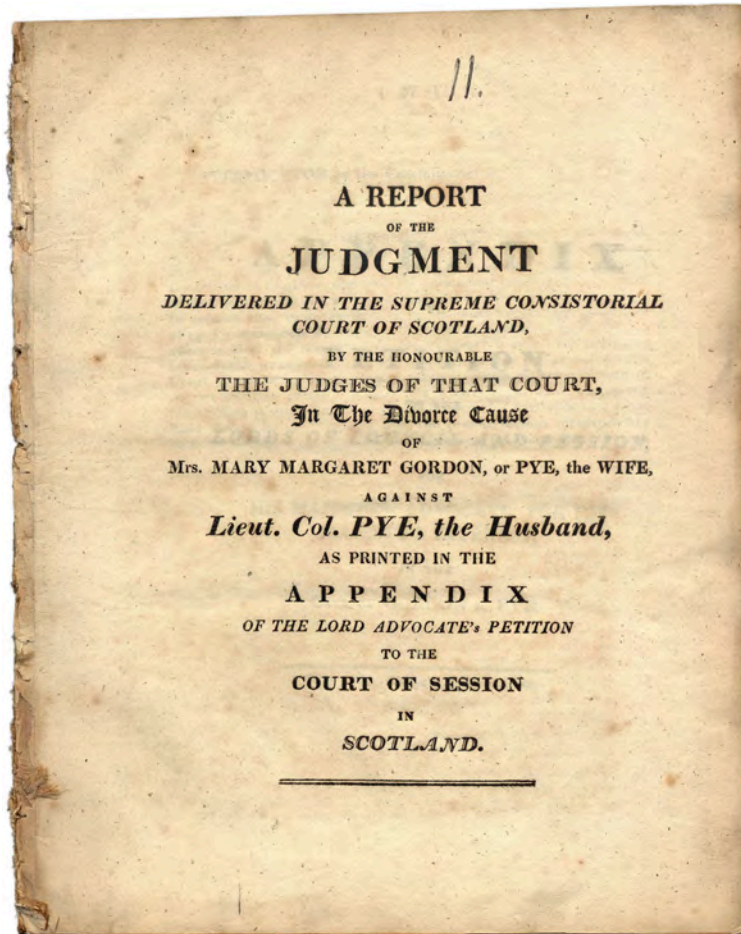 11.
A REPORT
OF THE
JUDGMENT
DELIVERED IN THE SUPREME CONSISTORIAL
COURT OF SCOTLAND,
BY THE HONOURABLE
THE JUDGES OF THAT COURT,
In The Divorce Cause
OF
Mrs. MARY MARGARET GORDON, or PYE, the WIFE,
AGAINST
Lieut. Col. PYE, the Husband,
AS PRINTED IN THE
APPENDIX
OF THE LORD ADVOCATE's PETITION
TO THE
COURT OF SESSION
IN
SCOTLAND.